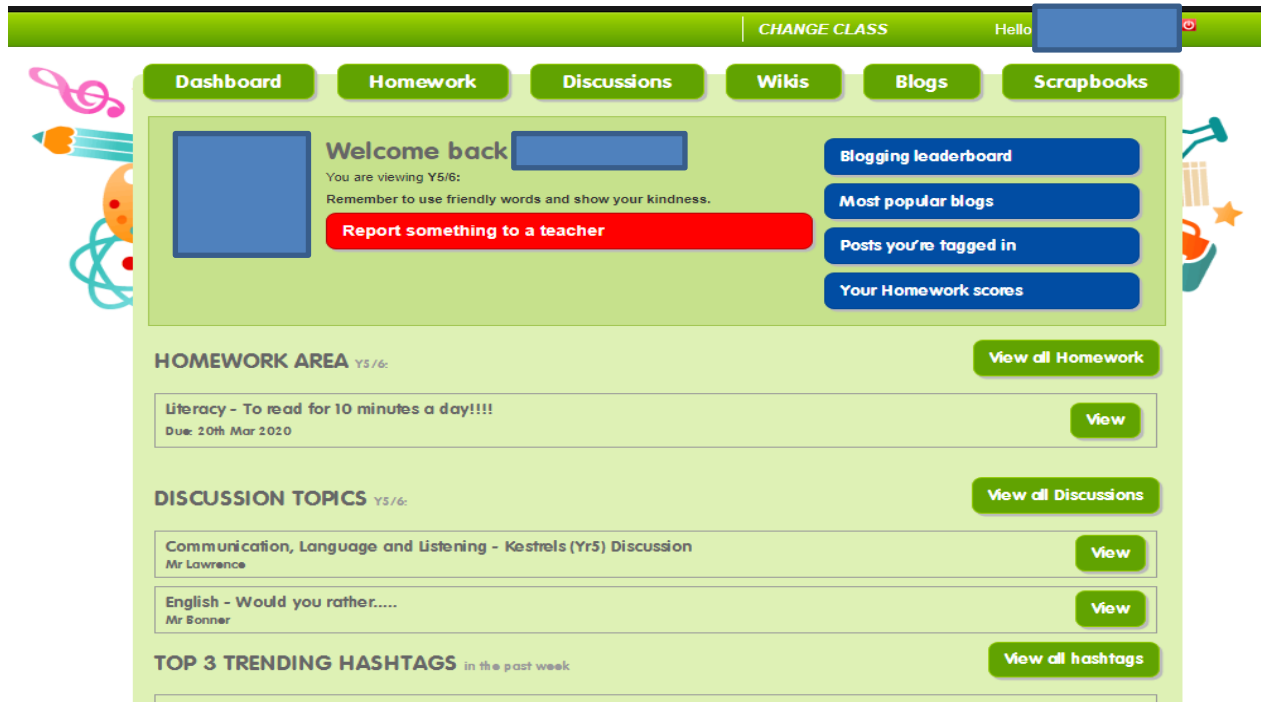 CHANGE CLASS
Hello
Dashboard
Homework
Discussions
Wikis
Blogs
Scrapbooks
Welcome back
You are viewing Y5/6:
Remember to use friendly words and show your kindness.
Report something to a teacher
Blogging leaderboard
Most popular blogs
Posts you're tagged in
Your Homework scores
HOMEWORK AREA Y5/6:
View all Homework
Literacy - To read for 10 minutes a day!!!!
Due: 20th Mar 2020
View
DISCUSSION TOPICS Y5/6:
View all Discussions
Communication, Language and Listening - Kestrels (Yr5) Discussion
Mr Lawrence
View
English - Would you rather.....
Mr Bonner
View
TOP 3 TRENDING HASHTAGS in the past week
View all hashtags